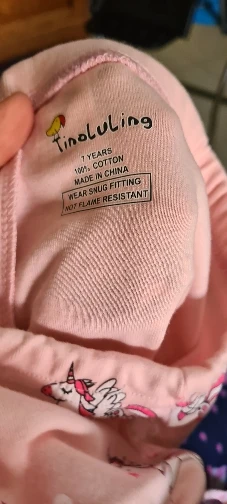 Tinoluling
7 YEARS
100% COTTON
MADE IN CHINA
WEAR SNUG FITTING
NOT FLAME RESISTANT